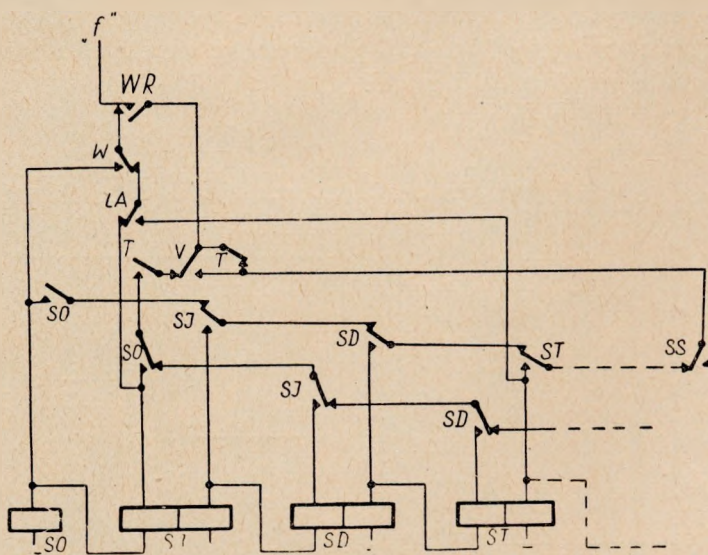 „f"
WR
W
LA
T V T
SO SJ SD ST SS
SO SJ SD
SO SJ SD ST